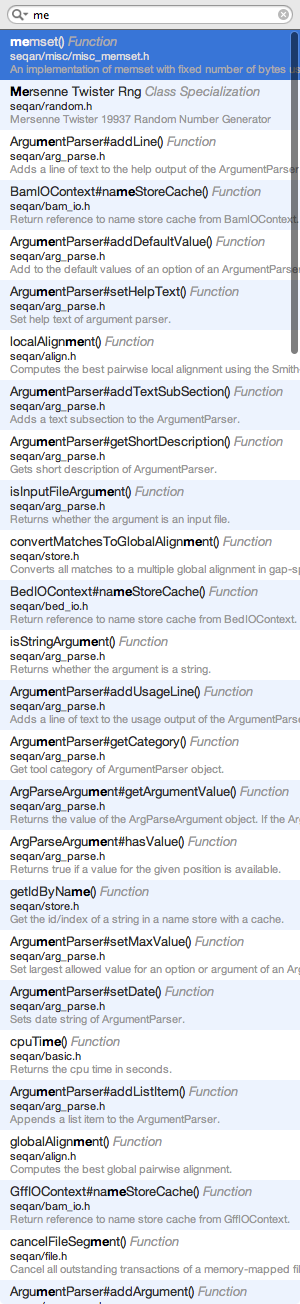 me
memset() Function
seqan/misc/misc_memset.h
An implementation of memset with fixed number of bytes us
Mersenne Twister Rng Class Specialization
seqan/random.h
Mersenne Twister 19937 Random Number Generator
ArgumentParser#addLine() Function
seqan/arg_parse.h
Adds a line of text to the help output of the ArgumentParser
BamIOContext#nameStoreCache() Function
seqan/bam_io.h
Return reference to name store cache from BamIOContext.
ArgumentParser#addDefaultValue() Function
seqan/arg_parse.h
Add to the default values of an option of an ArgumentParser
ArgumentParser#setHelpText() Function
seqan/arg_parse.h
Set help text of argument parser.
localAlignment() Function
seqan/align.h
Computes the best pairwise local alignment using the Smith
ArgumentParser#addTextSubSection() Function
seqan/arg_parse.h
Adds a text subsection to the ArgumentParser.
ArgumentParser#getShortDescription() Function
seqan/arg_parse.h
Gets short description of ArgumentParser.
isInputFileArgument() Function
seqan/arg_parse.h
Returns whether the argument is an input file.
convertMatchesToGlobalAlignment() Function
seqan/store.h
Converts all matches to a multiple global alignment in gap-sp
BedIOContext#nameStoreCache() Function
seqan/bed_io.h
Return reference to name store cache from BedIOContext.
isStringArgument() Function
seqan/arg_parse.h
Returns whether the argument is a string.
ArgumentParser#addUsageLine() Function
seqan/arg_parse.h
Adds a line of text to the usage output of the ArgumentParse
ArgumentParser#getCategory() Function
seqan/arg_parse.h
Get tool category of ArgumentParser object.
ArgParseArgument#getArgumentValue() Function
seqan/arg_parse.h
Returns the value of the ArgParseArgument object. If the Arg
ArgParseArgument#hasValue() Function
seqan/arg_parse.h
Returns true if a value for the given position is available.
getIdByName() Function
seqan/store.h
Get the id/index of a string in a name store with a cache.
ArgumentParser#setMaxValue() Function
seqan/arg_parse.h
Set largest allowed value for an option or argument of an Arg
ArgumentParser#setDate() Function
seqan/arg_parse.h
Sets date string of ArgumentParser.
cpuTime() Function
seqan/basic.h
Returns the cpu time in seconds.
ArgumentParser#addListItem() Function
seqan/arg_parse.h
Appends a list item to the ArgumentParser.
globalAlignment() Function
seqan/align.h
Computes the best global pairwise alignment.
GffIOContext#nameStoreCache() Function
seqan/bam_io.h
Return reference to name store cache from GffIOContext.
cancelFileSegment() Function
seqan/file.h
Cancel all outstanding transactions of a memory-mapped fil
ArgumentParser#addArgument() Function